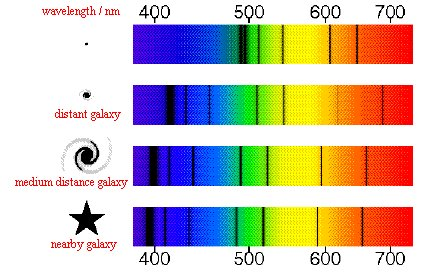 wavelength / nm
400 500 600 700
distant galaxy
medium distance galaxy
nearby galaxy
400 500 600 700